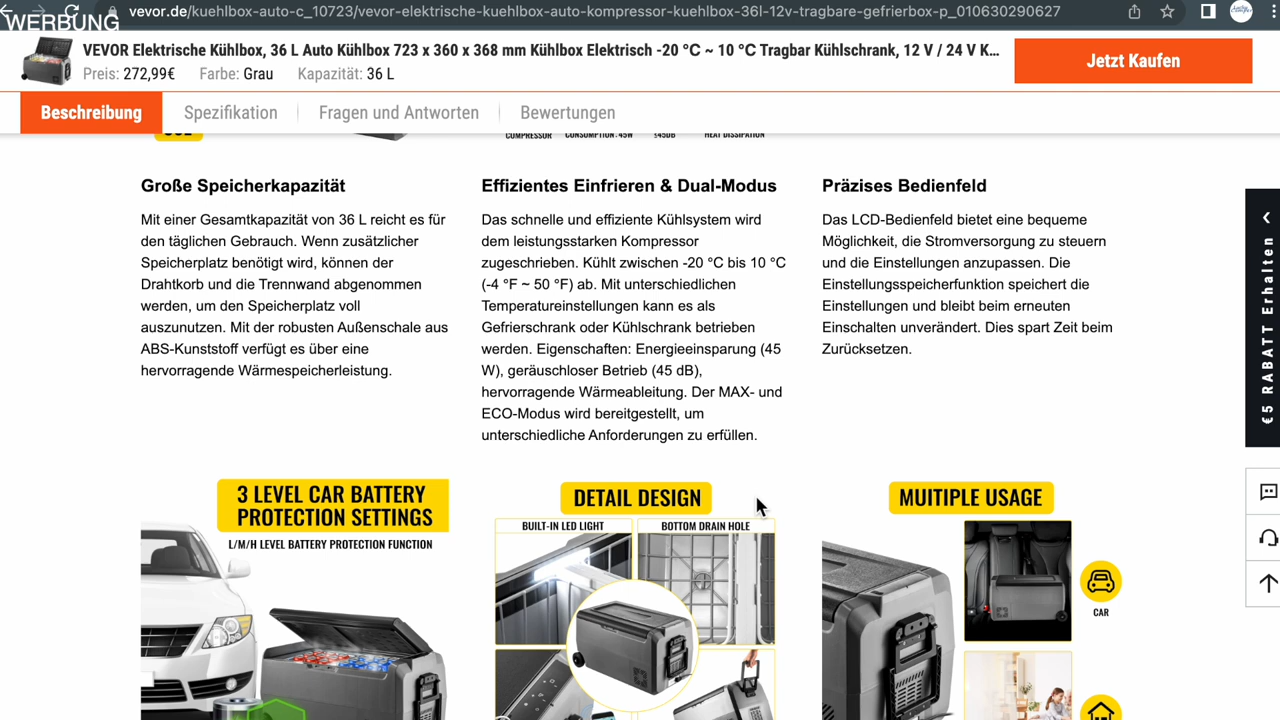 WERBUNG
vevor.de/kuehlbox-auto-c_10723/vevor-elektrische-kuehlbox-auto-kompressor-kuehlbox-36l-12v-tragbare-gefrierbox-p_010630290627
VEVOR Elektrische Kühlbox, 36 L Auto Kühlbox 723 x 360 x 368 mm Kühlbox Elektrisch -20 °C ~ 10 °C Tragbar Kühlschrank, 12 V / 24 V K...
Preis: 272,99€ Farbe: Grau Kapazität: 36 L
Jetzt Kaufen
Beschreibung Spezifikation Fragen und Antworten Bewertungen
COMPRESSOR CONSUMPTION: 45W ≤45DB HEAT DISSIPATION
Große Speicherkapazität
Mit einer Gesamtkapazität von 36 L reicht es für
den täglichen Gebrauch. Wenn zusätzlicher
Speicherplatz benötigt wird, können der
Drahtkorb und die Trennwand abgenommen
werden, um den Speicherplatz voll
auszunutzen. Mit der robusten Außenschale aus
ABS-Kunststoff verfügt es über eine
hervorragende Wärmespeicherleistung.
Effizientes Einfrieren & Dual-Modus
Das schnelle und effiziente Kühlsystem wird
dem leistungsstarken Kompressor
zugeschrieben. Kühlt zwischen -20 °C bis 10 °C
(-4 °F ~ 50 °F) ab. Mit unterschiedlichen
Temperatureinstellungen kann es als
Gefrierschrank oder Kühlschrank betrieben
werden. Eigenschaften: Energieeinsparung (45
W), geräuschloser Betrieb (45 dB),
hervorragende Wärmeableitung. Der MAX- und
ECO-Modus wird bereitgestellt, um
unterschiedliche Anforderungen zu erfüllen.
Präzises Bedienfeld
Das LCD-Bedienfeld bietet eine bequeme
Möglichkeit, die Stromversorgung zu steuern
und die Einstellungen anzupassen. Die
Einstellungsspeicherfunktion speichert die
Einstellungen und bleibt beim erneuten
Einschalten unverändert. Dies spart Zeit beim
Zurücksetzen.
€5 RABATT Erhalten
3 LEVEL CAR BATTERY
PROTECTION SETTINGS
L/M/H LEVEL BATTERY PROTECTION FUNCTION
DETAIL DESIGN
BUILT-IN LED LIGHT BOTTOM DRAIN HOLE
MUITIPLE USAGE
CAR